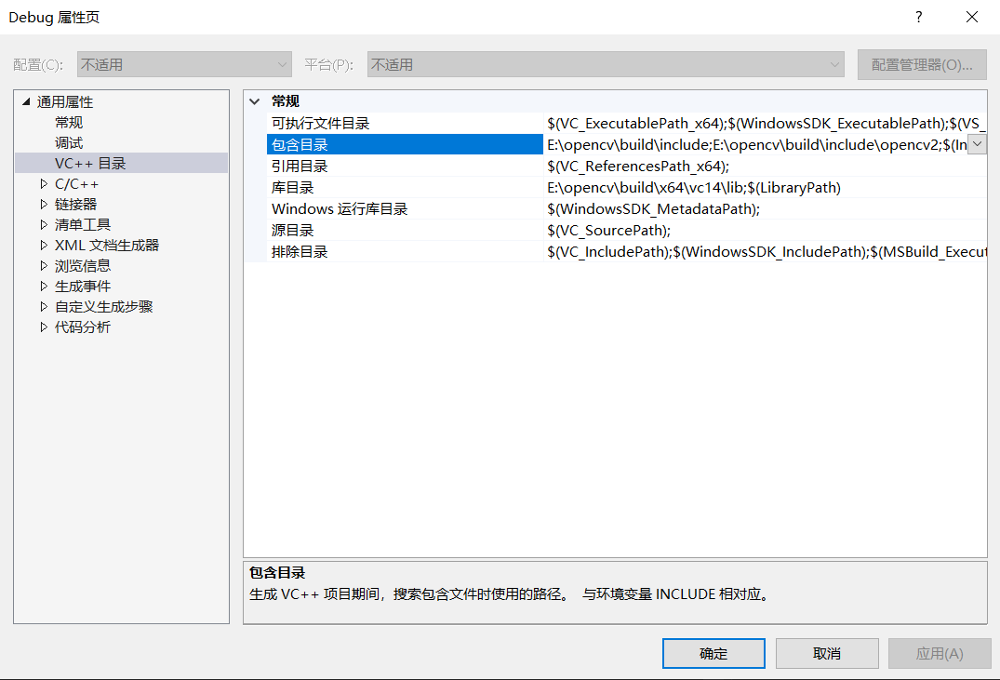 Debug 属性页
?
配置(C): 不适用 平台(P): 不适用 配置管理器(O)...
通用属性
常规
调试
VC++ 目录
C/C++
链接器
清单工具
XML 文档生成器
浏览信息
生成事件
自定义生成步骤
代码分析
常规
可执行文件目录 $(VC_ExecutablePath_x64);$(WindowsSDK_ExecutablePath);$(VS_
包含目录 E:\opencv\build\include;E:\opencv\build\include\opencv2;$(In
引用目录 $(VC_ReferencesPath_x64);
库目录 E:\opencv\build\x64\vc14\lib;$(LibraryPath)
Windows 运行库目录 $(WindowsSDK_MetadataPath);
源目录 $(VC_SourcePath);
排除目录 $(VC_IncludePath);$(WindowsSDK_IncludePath);$(MSBuild_Execut
包含目录
生成 VC++ 项目期间，搜索包含文件时使用的路径。 与环境变量 INCLUDE 相对应。
确定 取消 应用(A)